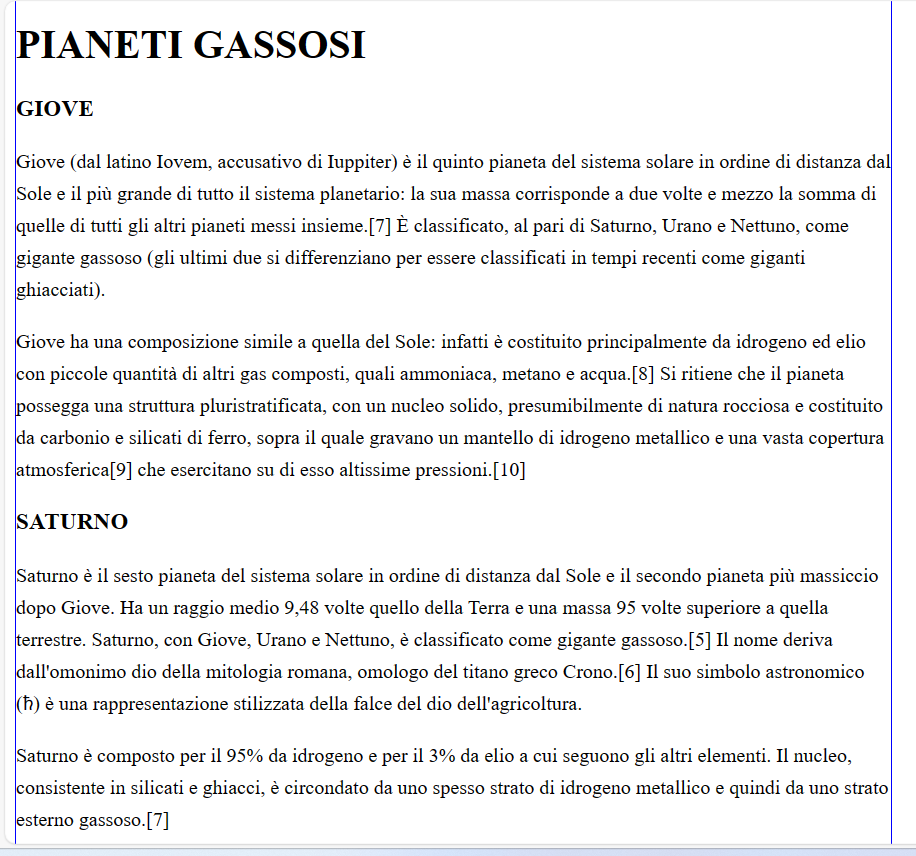 PIANETI GASSOSI
GIOVE
Giove (dal latino Iovem, accusativo di Iuppiter) è il quinto pianeta del sistema solare in ordine di distanza dal
Sole e il più grande di tutto il sistema planetario: la sua massa corrisponde a due volte e mezzo la somma di
quelle di tutti gli altri pianeti messi insieme.[7] È classificato, al pari di Saturno, Urano e Nettuno, come
gigante gassoso (gli ultimi due si differenziano per essere classificati in tempi recenti come giganti
ghiacciati).
Giove ha una composizione simile a quella del Sole: infatti è costituito principalmente da idrogeno ed elio
con piccole quantità di altri gas composti, quali ammoniaca, metano e acqua.[8] Si ritiene che il pianeta
possegga una struttura pluristratificata, con un nucleo solido, presumibilmente di natura rocciosa e costituito
da carbonio e silicati di ferro, sopra il quale gravano un mantello di idrogeno metallico e una vasta copertura
atmosferica[9] che esercitano su di esso altissime pressioni.[10]
SATURNO
Saturno è il sesto pianeta del sistema solare in ordine di distanza dal Sole e il secondo pianeta più massiccio
dopo Giove. Ha un raggio medio 9,48 volte quello della Terra e una massa 95 volte superiore a quella
terrestre. Saturno, con Giove, Urano e Nettuno, è classificato come gigante gassoso.[5] Il nome deriva
dall'omonimo dio della mitologia romana, omologo del titano greco Crono.[6] Il suo simbolo astronomico
(ħ) è una rappresentazione stilizzata della falce del dio dell'agricoltura.
Saturno è composto per il 95% da idrogeno e per il 3% da elio a cui seguono gli altri elementi. Il nucleo,
consistente in silicati e ghiacci, è circondato da uno spesso strato di idrogeno metallico e quindi da uno strato
esterno gassoso.[7]